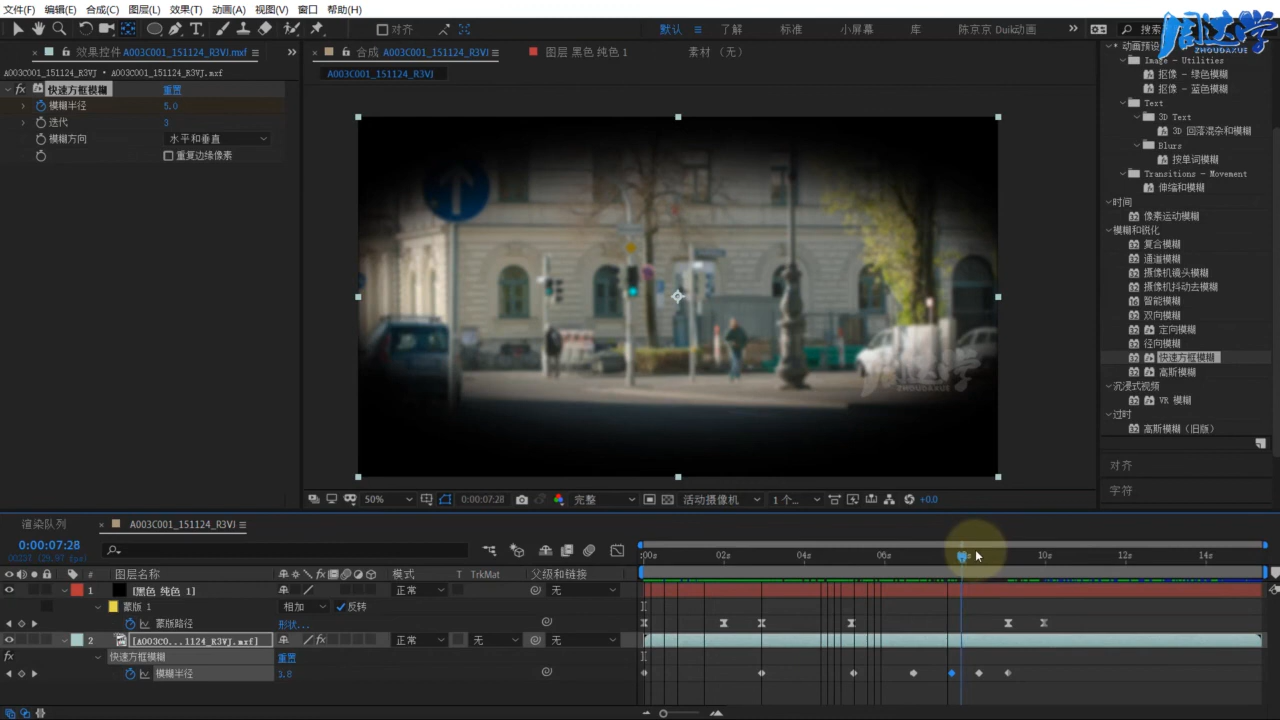 文件(F) 编辑(E) 合成(C) 图层(L) 效果(T) 动画(A) 视图(V) 窗口 帮助(H)
对齐 默认 了解 标准 小屏幕 库 陈京京 Duik动画 搜索
周达学
ZHOUDAXUE
效果控件 A003C001_151124_R3VJ.mxf
合成 A003C001_151124_R3VJ
图层 黑色 纯色 1
素材（无）
A003C001_151124_R3VJ • A003C001_151124_R3VJ.mxf
A003C001_151124_R3VJ
fx 快速方框模糊 重置
模糊半径 5.0
迭代 3
模糊方向 水平和垂直
重复边缘像素
* 动画预设
Image - Utilities
抠像 - 绿色模糊
抠像 - 蓝色模糊
Text
3D Text
3D 回落混杂和模糊
Blurs
按单词模糊
Transitions - Movement
伸缩和模糊
时间
像素运动模糊
模糊和锐化
复合模糊
通道模糊
摄像机镜头模糊
摄像机抖动去模糊
智能模糊
双向模糊
定向模糊
径向模糊
快速方框模糊
高斯模糊
沉浸式视频
VR 模糊
过时
高斯模糊（旧版）
对齐
字符
周达学
ZHOUDAXUE
50% 0:00:07:28 完整 活动摄像机 1 个... +0.0
渲染队列 A003C001_151124_R3VJ
0:00:07:28
00237 (29.97 fps)
:00s 02s 04s 06s 10s 12s 14s
# 图层名称 模式 T TrkMat 父级和链接
1 [黑色 纯色 1] 正常 无
蒙版 1 相加 反转
蒙版路径 形状...
2 [A003CO...1124_R3VJ.mxf] 正常 无 无
fx 快速方框模糊 重置
模糊半径 3.8